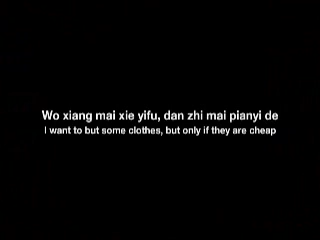 Wo xiang mai xie yifu, dan zhi mai pianyi de
I want to but some clothes, but only if they are cheap